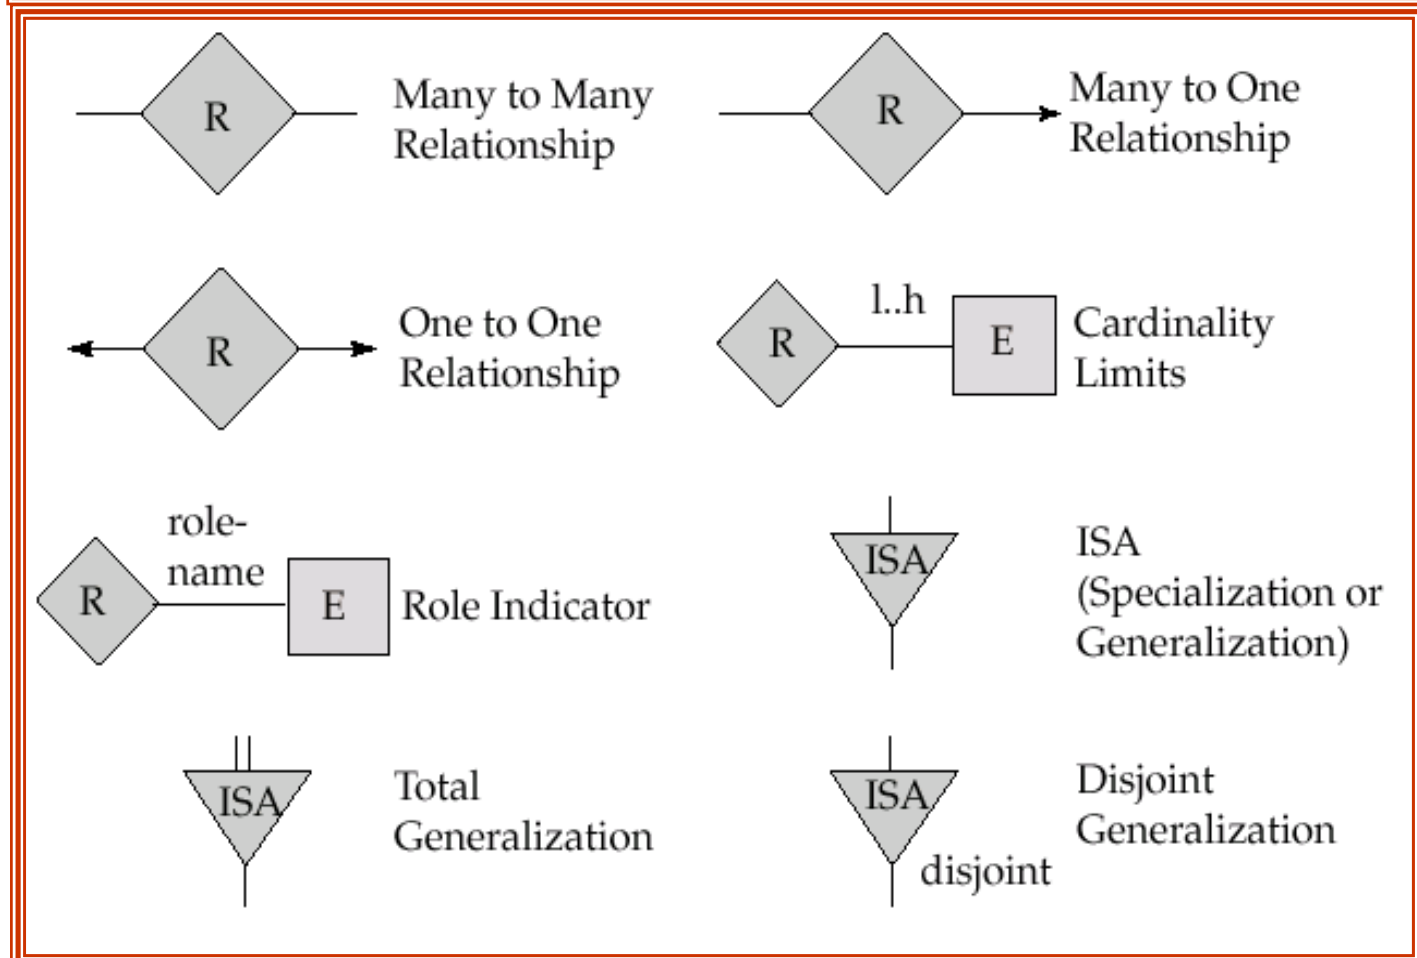 R
Many to Many
Relationship
R
Many to One
Relationship
R
One to One
Relationship
R
l..h
E
Cardinality
Limits
R
role-
name
E
Role Indicator
ISA
ISA
(Specialization or
Generalization)
ISA
Total
Generalization
ISA
disjoint
Disjoint
Generalization